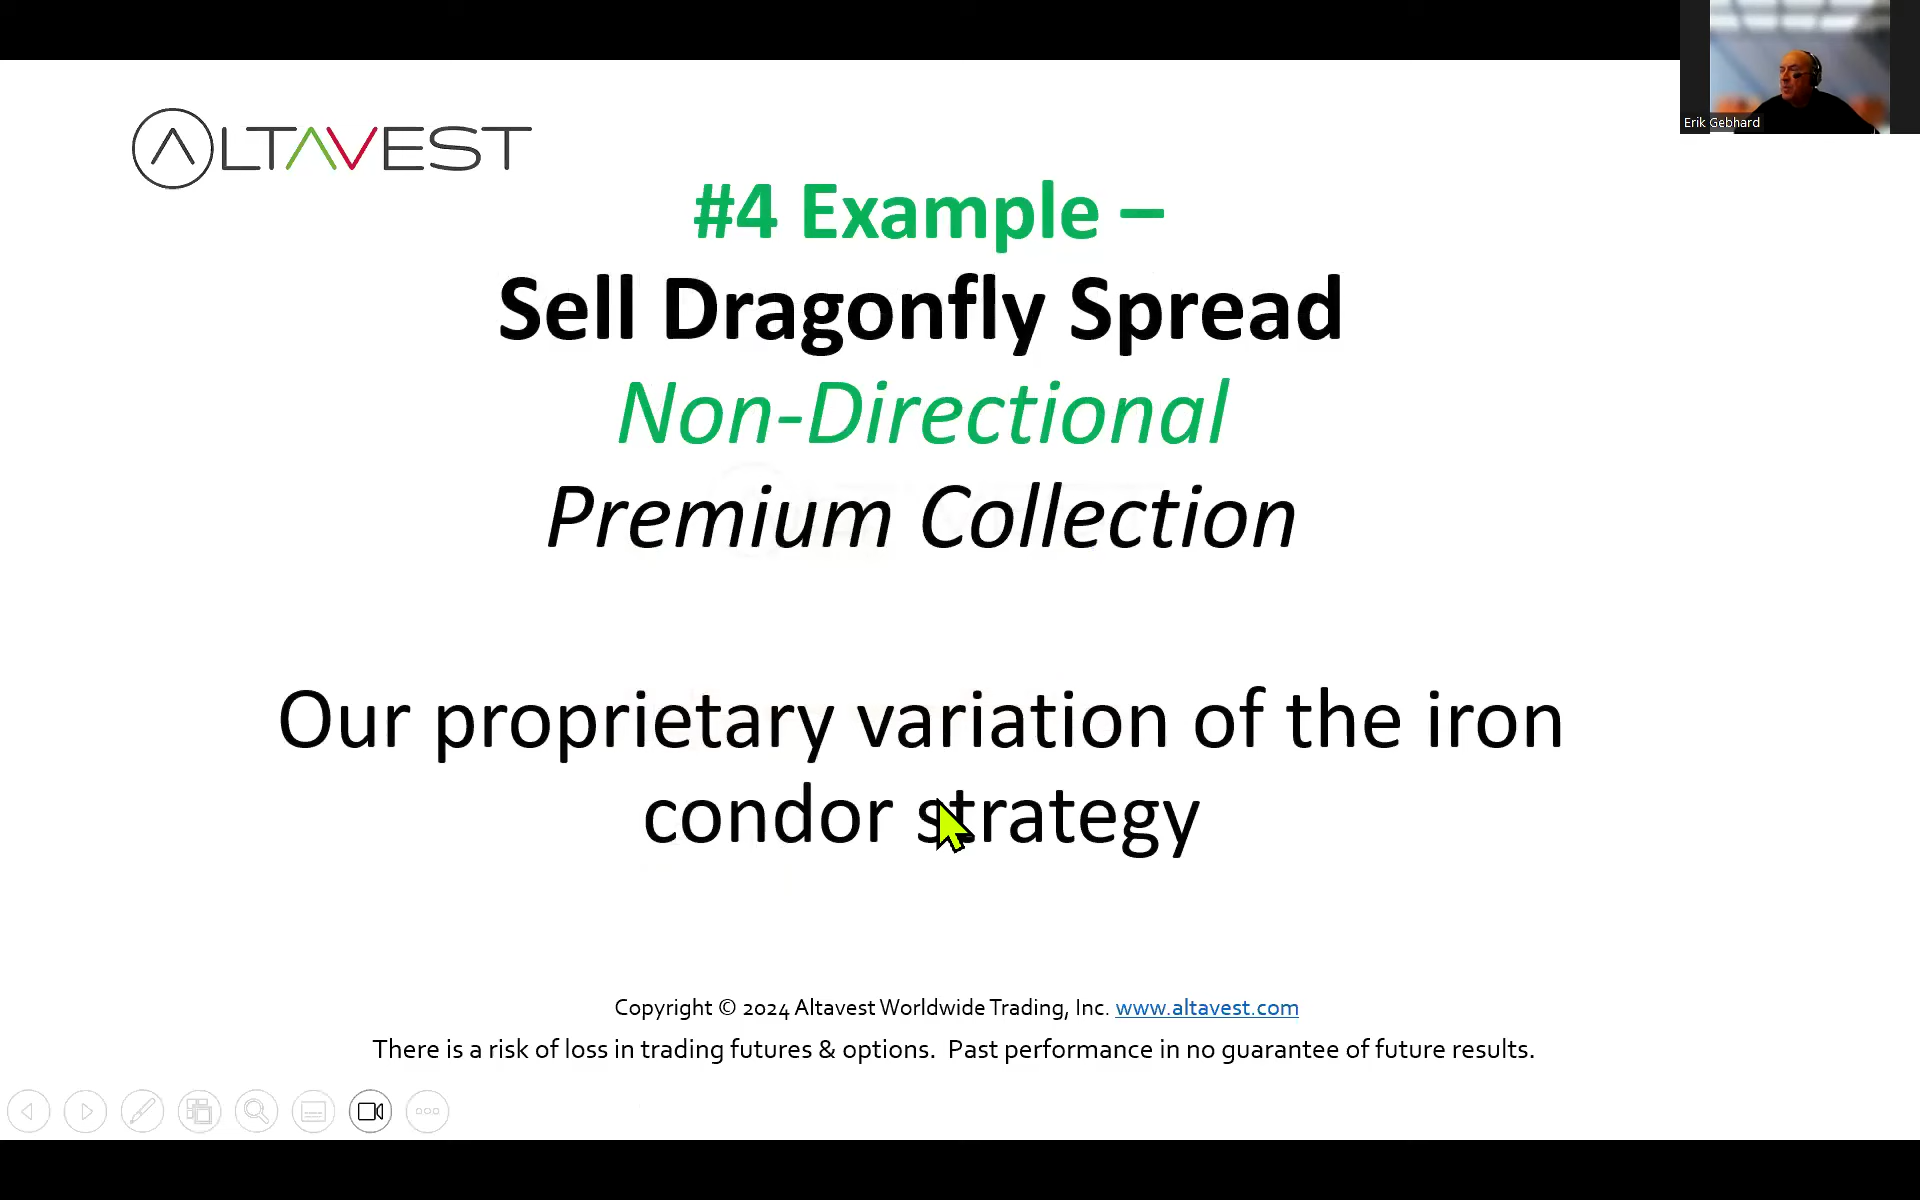 ALTAVEST
Erik Gebhard
#4 Example –
Sell Dragonfly Spread
Non-Directional
Premium Collection
Our proprietary variation of the iron
condor strategy
Copyright © 2024 Altavest Worldwide Trading, Inc. www.altavest.com
There is a risk of loss in trading futures & options.  Past performance in no guarantee of future results.